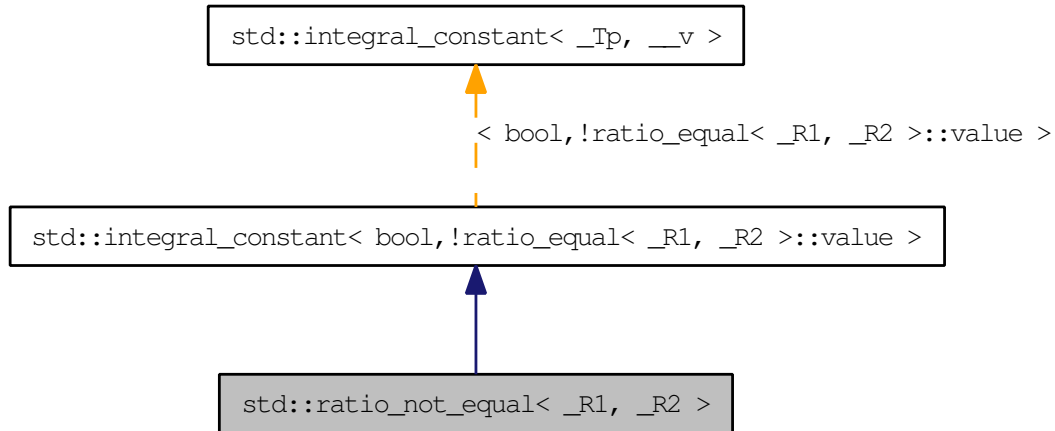 std::integral_constant< _Tp, __v >
< bool,!ratio_equal< _R1, _R2 >::value >
std::integral_constant< bool,!ratio_equal< _R1, _R2 >::value >
std::ratio_not_equal< _R1, _R2 >